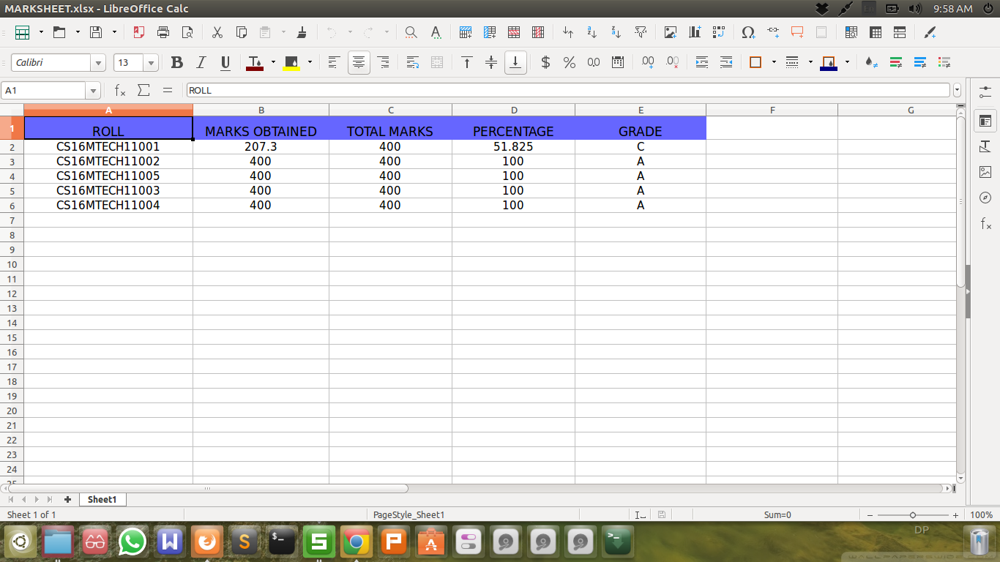 MARKSHEET.xlsx - LibreOffice Calc
9:58 AM
Calibri 13
A1 ROLL
A B C D E F G
1 ROLL MARKS OBTAINED TOTAL MARKS PERCENTAGE GRADE
2 CS16MTECH11001 207.3 400 51.825 C
3 CS16MTECH11002 400 400 100 A
4 CS16MTECH11005 400 400 100 A
5 CS16MTECH11003 400 400 100 A
6 CS16MTECH11004 400 400 100 A
7
8
9
10
11
12
13
14
15
16
17
18
19
20
21
22
23
24
25
Sheet1
Sheet 1 of 1 PageStyle_Sheet1 Sum=0 100%
DP